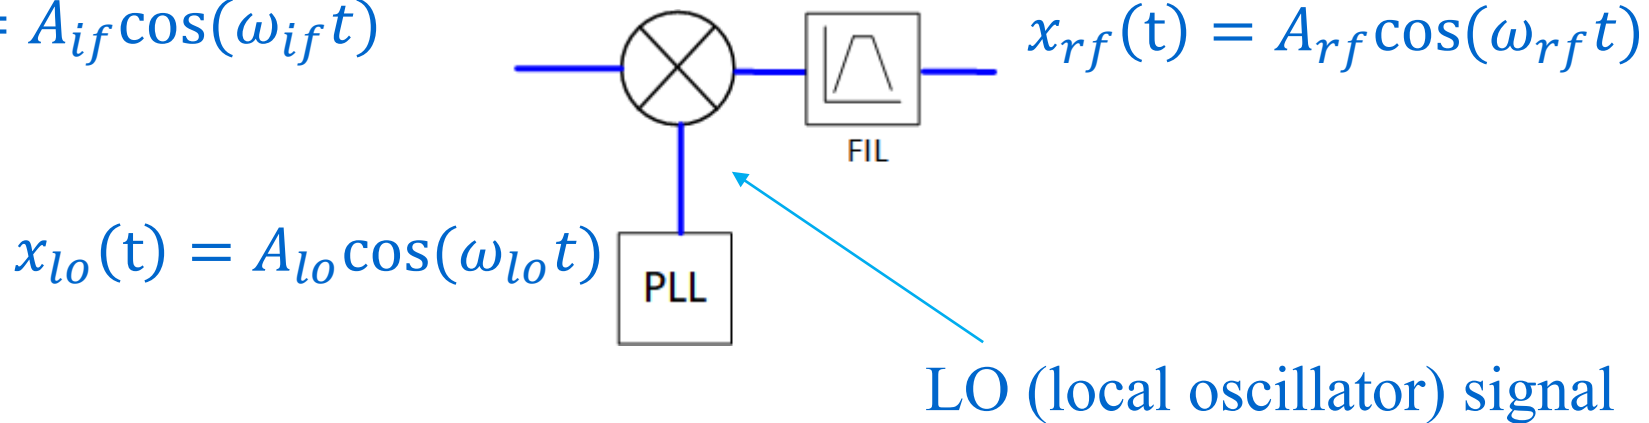 = A_{if}cos(ω_{if}t)
x_{rf}(t) = A_{rf}cos(ω_{rf}t)
FIL
x_{lo}(t) = A_{lo}cos(ω_{lo}t)
PLL
LO (local oscillator) signal